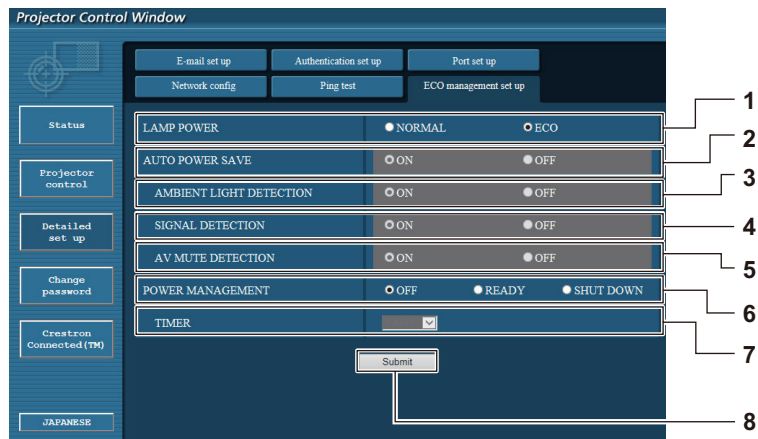 Projector Control Window
E-mail set up Authentication set up Port set up
Network config Ping test ECO management set up
Status
Projector
control
Detailed
set up
Change
password
Crestron
Connected(TM)
JAPANESE
LAMP POWER NORMAL ECO 1
AUTO POWER SAVE ON OFF 2
AMBIENT LIGHT DETECTION ON OFF 3
SIGNAL DETECTION ON OFF 4
AV MUTE DETECTION ON OFF 5
POWER MANAGEMENT OFF READY SHUT DOWN 6
TIMER 7
Submit 8